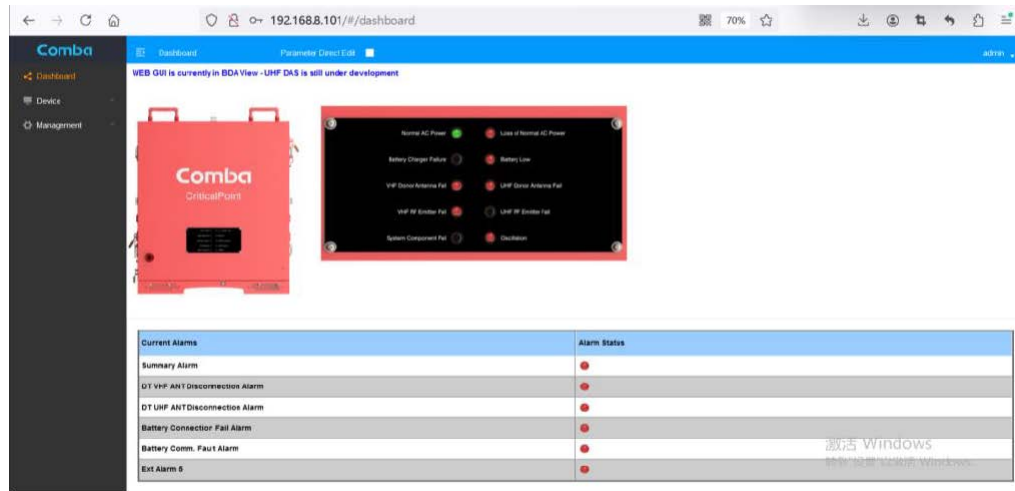 192.168.8.101/#/dashboard
70%
Comba
Dashboard
Parameter Direct Edit
admin
Dashboard
WEB GUI is currently in BDA View - UHF DAS is still under development
Device
Management
Comba
CriticalPoint
Normal AC Power
Loss of Normal AC Power
Battery Charger Failure
Battery Low
VHF Donor Antenna Fail
UHF Donor Antenna Fail
VHF RF Emitter Fail
UHF RF Emitter Fail
System Component Fail
Oscillation
Current Alarms
Alarm Status
Summary Alarm
DT VHF ANT Disconnection Alarm
DT UHF ANT Disconnection Alarm
Battery Connection Fail Alarm
Battery Comm. Faut Alarm
Ext Alarm 5
激活 Windows